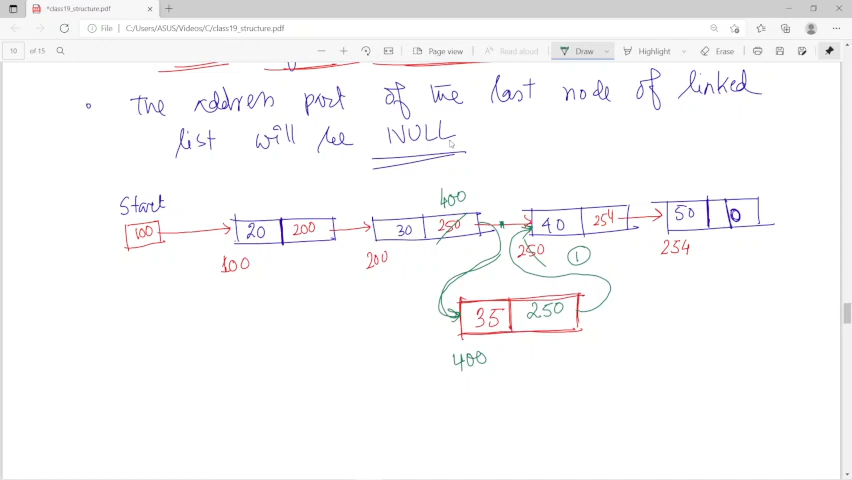 *class19_structure.pdf
File
C:/Users/ASUS/Videos/C/class19_structure.pdf
10 of 15
Page view
Read aloud
Draw
Highlight
Erase
• The address part of the last node of linked
list will be NULL
400
Start
100
20 200
30 250
40 254
50 0
100
200
250
1
254
35 250
400